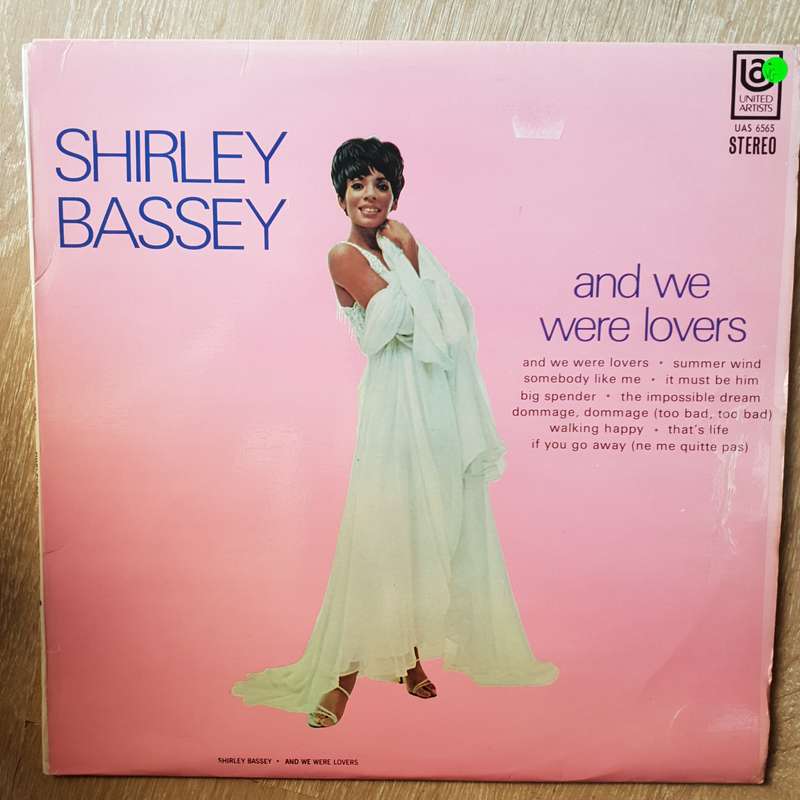 SHIRLEY
BASSEY
UA
UNITED
ARTISTS
UAS 6565
STEREO
and we
were lovers
and we were lovers • summer wind
somebody like me • it must be him
big spender • the impossible dream
dommage, dommage (too bad, too bad)
walking happy • that's life
if you go away (ne me quitte pas)
SHIRLEY BASSEY • AND WE WERE LOVERS